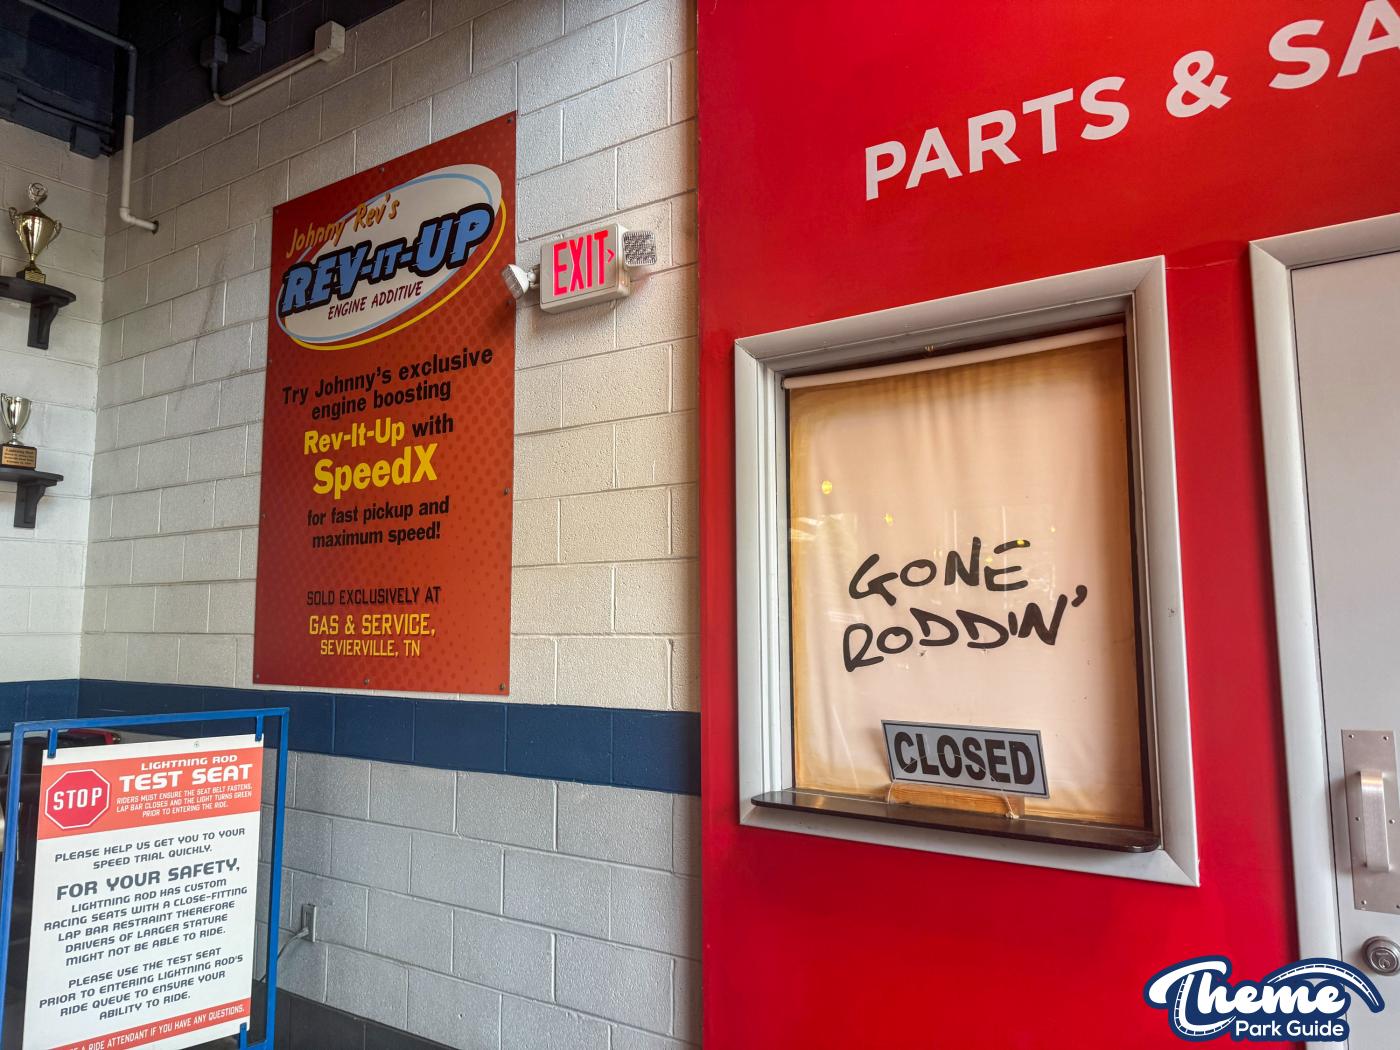 Johnny Rev's
REV-IT-UP
ENGINE ADDITIVE
Try Johnny's exclusive
engine boosting
Rev-It-Up with
SpeedX
for fast pickup and
maximum speed!
SOLD EXCLUSIVELY AT
GAS & SERVICE,
SEVIERVILLE, TN
EXIT
PARTS & SA
GONE
RODDIN'
CLOSED
STOP
LIGHTNING ROD
TEST SEAT
RIDERS MUST ENSURE THE SEAT BELT FASTENS,
LAP BAR CLOSES AND THE LIGHT TURNS GREEN
PRIOR TO ENTERING THE RIDE.
PLEASE HELP US GET YOU TO YOUR
SPEED TRIAL QUICKLY.
FOR YOUR SAFETY,
LIGHTNING ROD HAS CUSTOM
RACING SEATS WITH A CLOSE-FITTING
LAP BAR RESTRAINT THEREFORE
DRIVERS OF LARGER STATURE
MIGHT NOT BE ABLE TO RIDE.
PLEASE USE THE TEST SEAT
PRIOR TO ENTERING LIGHTNING ROD'S
RIDE QUEUE TO ENSURE YOUR
ABILITY TO RIDE.
A RIDE ATTENDANT IF YOU HAVE ANY QUESTIONS.
Theme
Park Guide